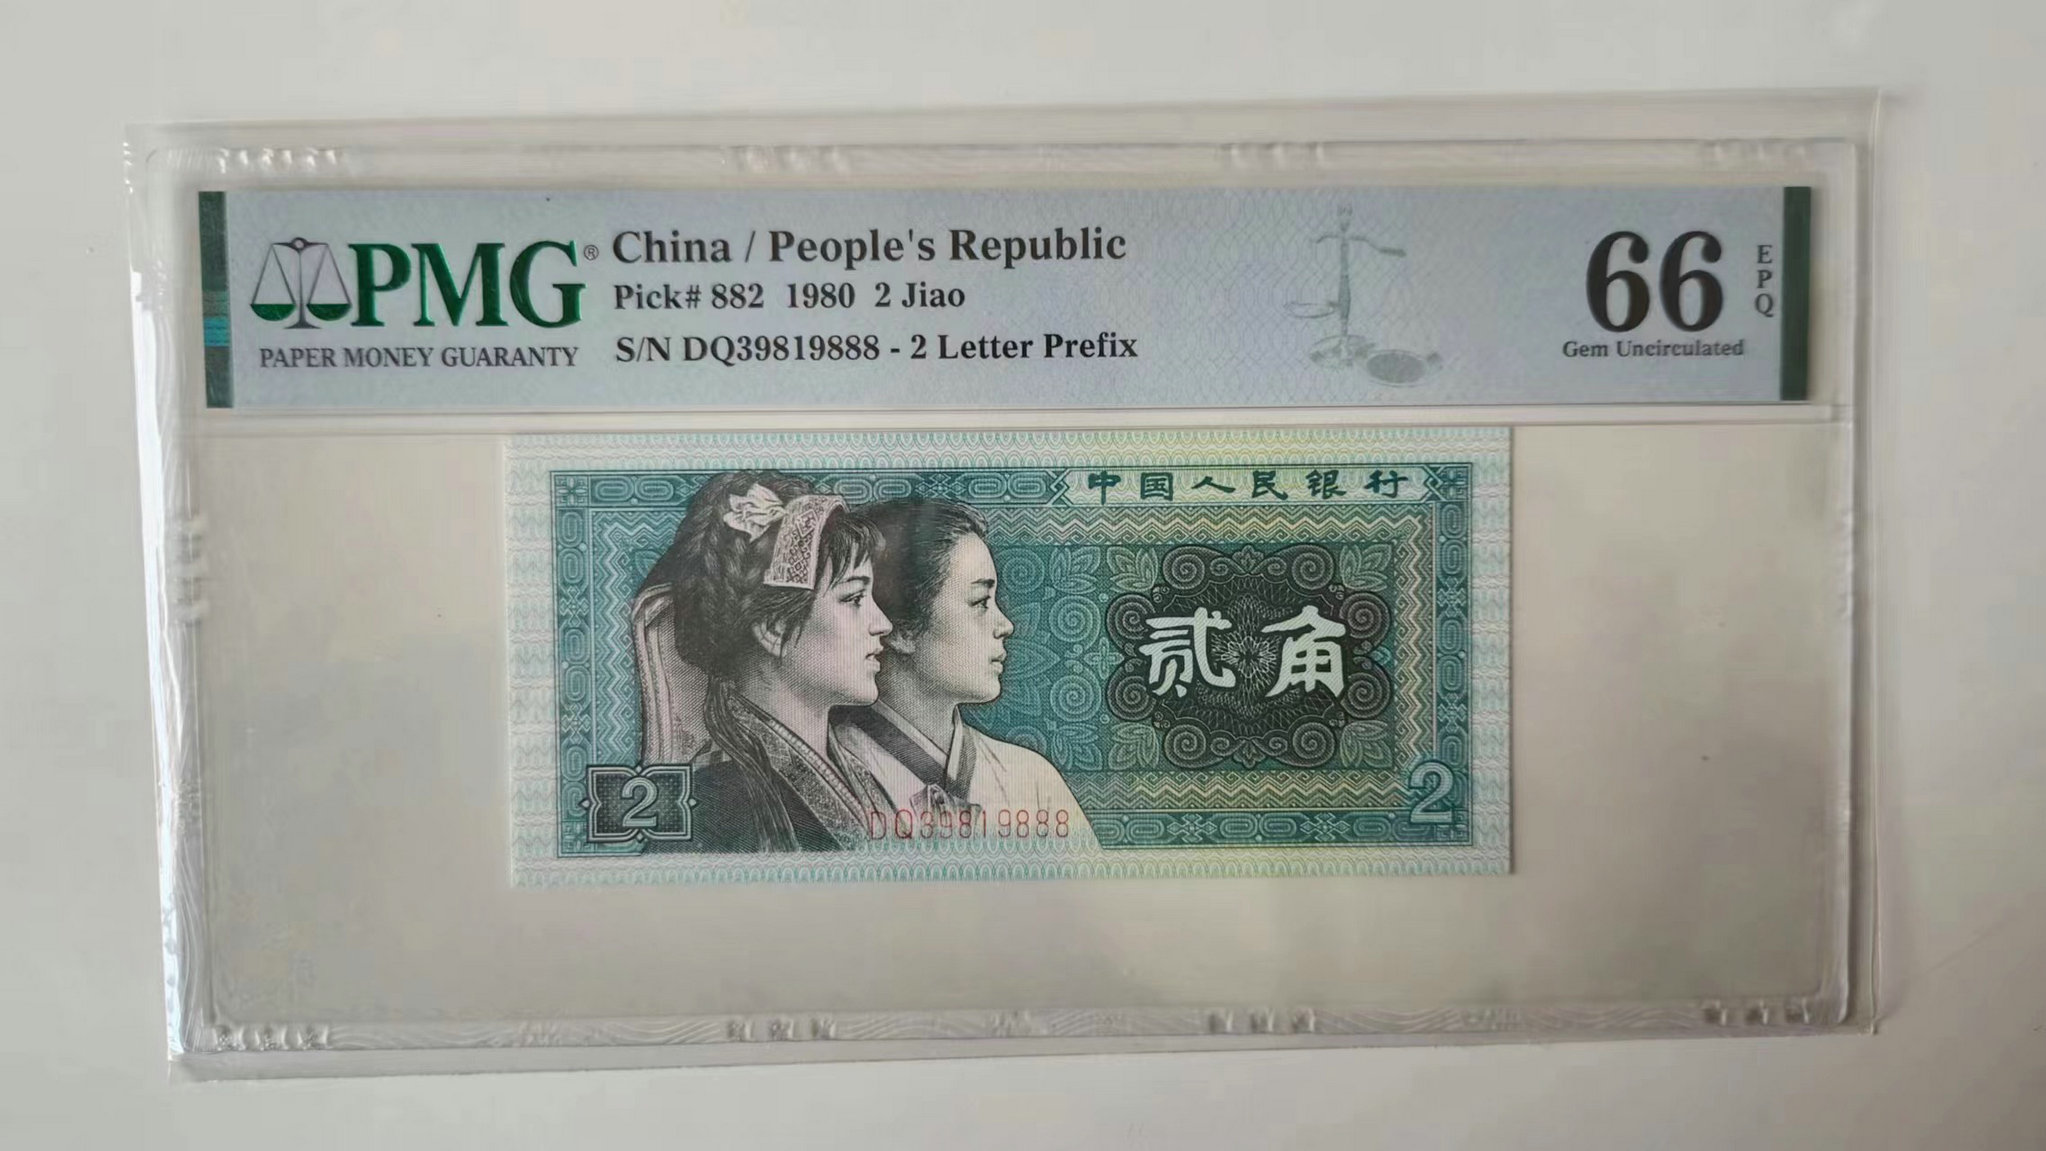 PMG®
PAPER MONEY GUARANTY
China / People's Republic
Pick# 882 1980 2 Jiao
S/N DQ39819888 - 2 Letter Prefix
66
EPQ
Gem Uncirculated
中国人民银行
贰角
2
2
DQ39819888